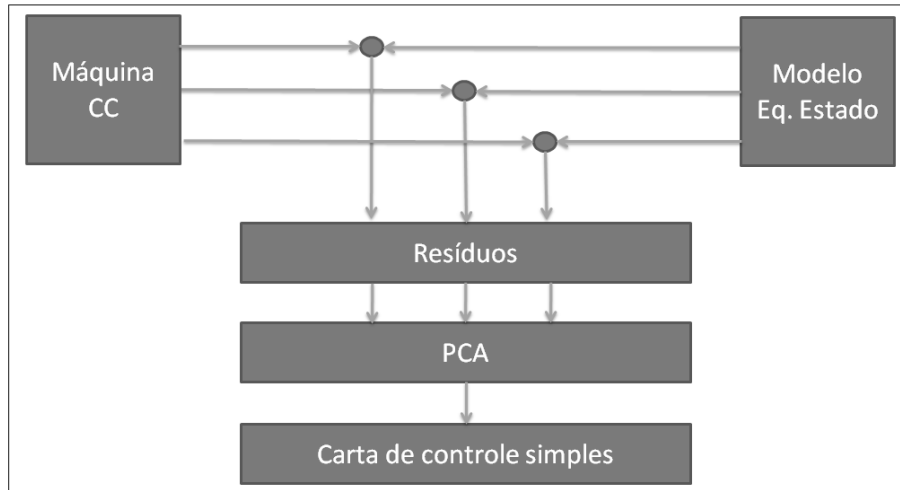 Máquina
CC
Modelo
Eq. Estado
Resíduos
PCA
Carta de controle simples